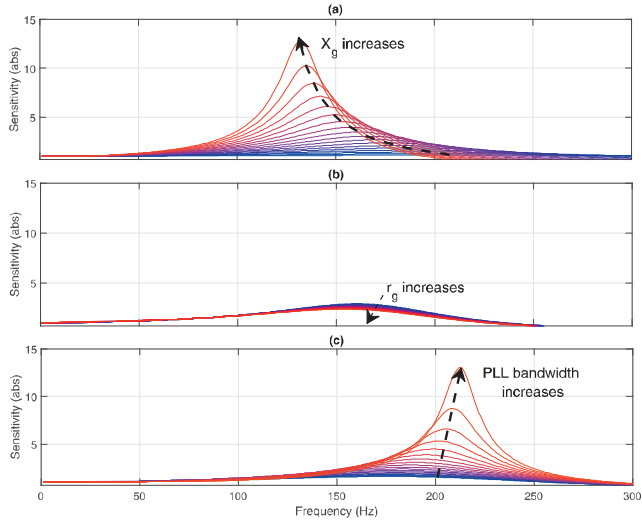 (a)
Sensitivity (abs)
15
10
5
X_g increases
(b)
Sensitivity (abs)
15
10
5
r_g increases
(c)
Sensitivity (abs)
15
10
5
PLL bandwidth
increases
0 50 100 150 200 250 300
Frequency (Hz)